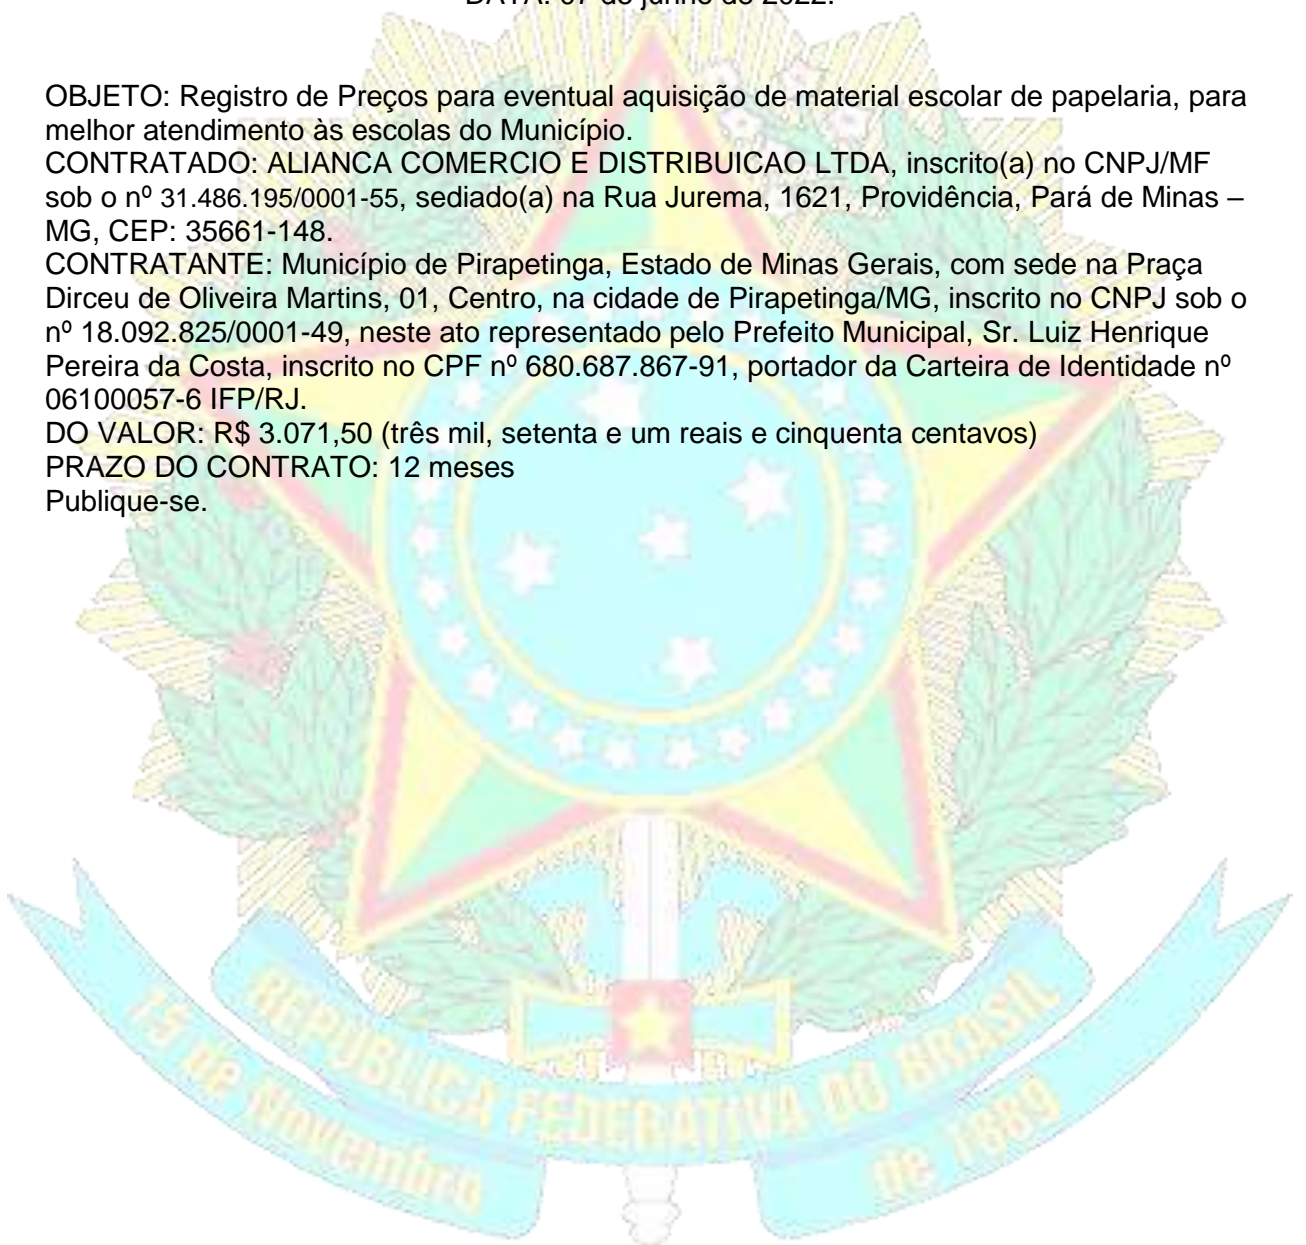 DATA: 07 de junho de 2022.
OBJETO: Registro de Preços para eventual aquisição de material escolar de papelaria, para
melhor atendimento às escolas do Município.
CONTRATADO: ALIANCA COMERCIO E DISTRIBUICAO LTDA, inscrito(a) no CNPJ/MF
sob o nº 31.486.195/0001-55, sediado(a) na Rua Jurema, 1621, Providência, Pará de Minas –
MG, CEP: 35661-148.
CONTRATANTE: Município de Pirapetinga, Estado de Minas Gerais, com sede na Praça
Dirceu de Oliveira Martins, 01, Centro, na cidade de Pirapetinga/MG, inscrito no CNPJ sob o
nº 18.092.825/0001-49, neste ato representado pelo Prefeito Municipal, Sr. Luiz Henrique
Pereira da Costa, inscrito no CPF nº 680.687.867-91, portador da Carteira de Identidade nº
06100057-6 IFP/RJ.
DO VALOR: R$ 3.071,50 (três mil, setenta e um reais e cinquenta centavos)
PRAZO DO CONTRATO: 12 meses
Publique-se.
REPUBLICA FEDERATIVA DO BRASIL
15 de Novembro de 1889